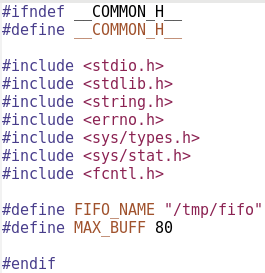 #ifndef __COMMON_H__
#define __COMMON_H__
#include <stdio.h>
#include <stdlib.h>
#include <string.h>
#include <errno.h>
#include <sys/types.h>
#include <sys/stat.h>
#include <fcntl.h>
#define FIFO_NAME "/tmp/fifo"
#define MAX_BUFF 80
#endif